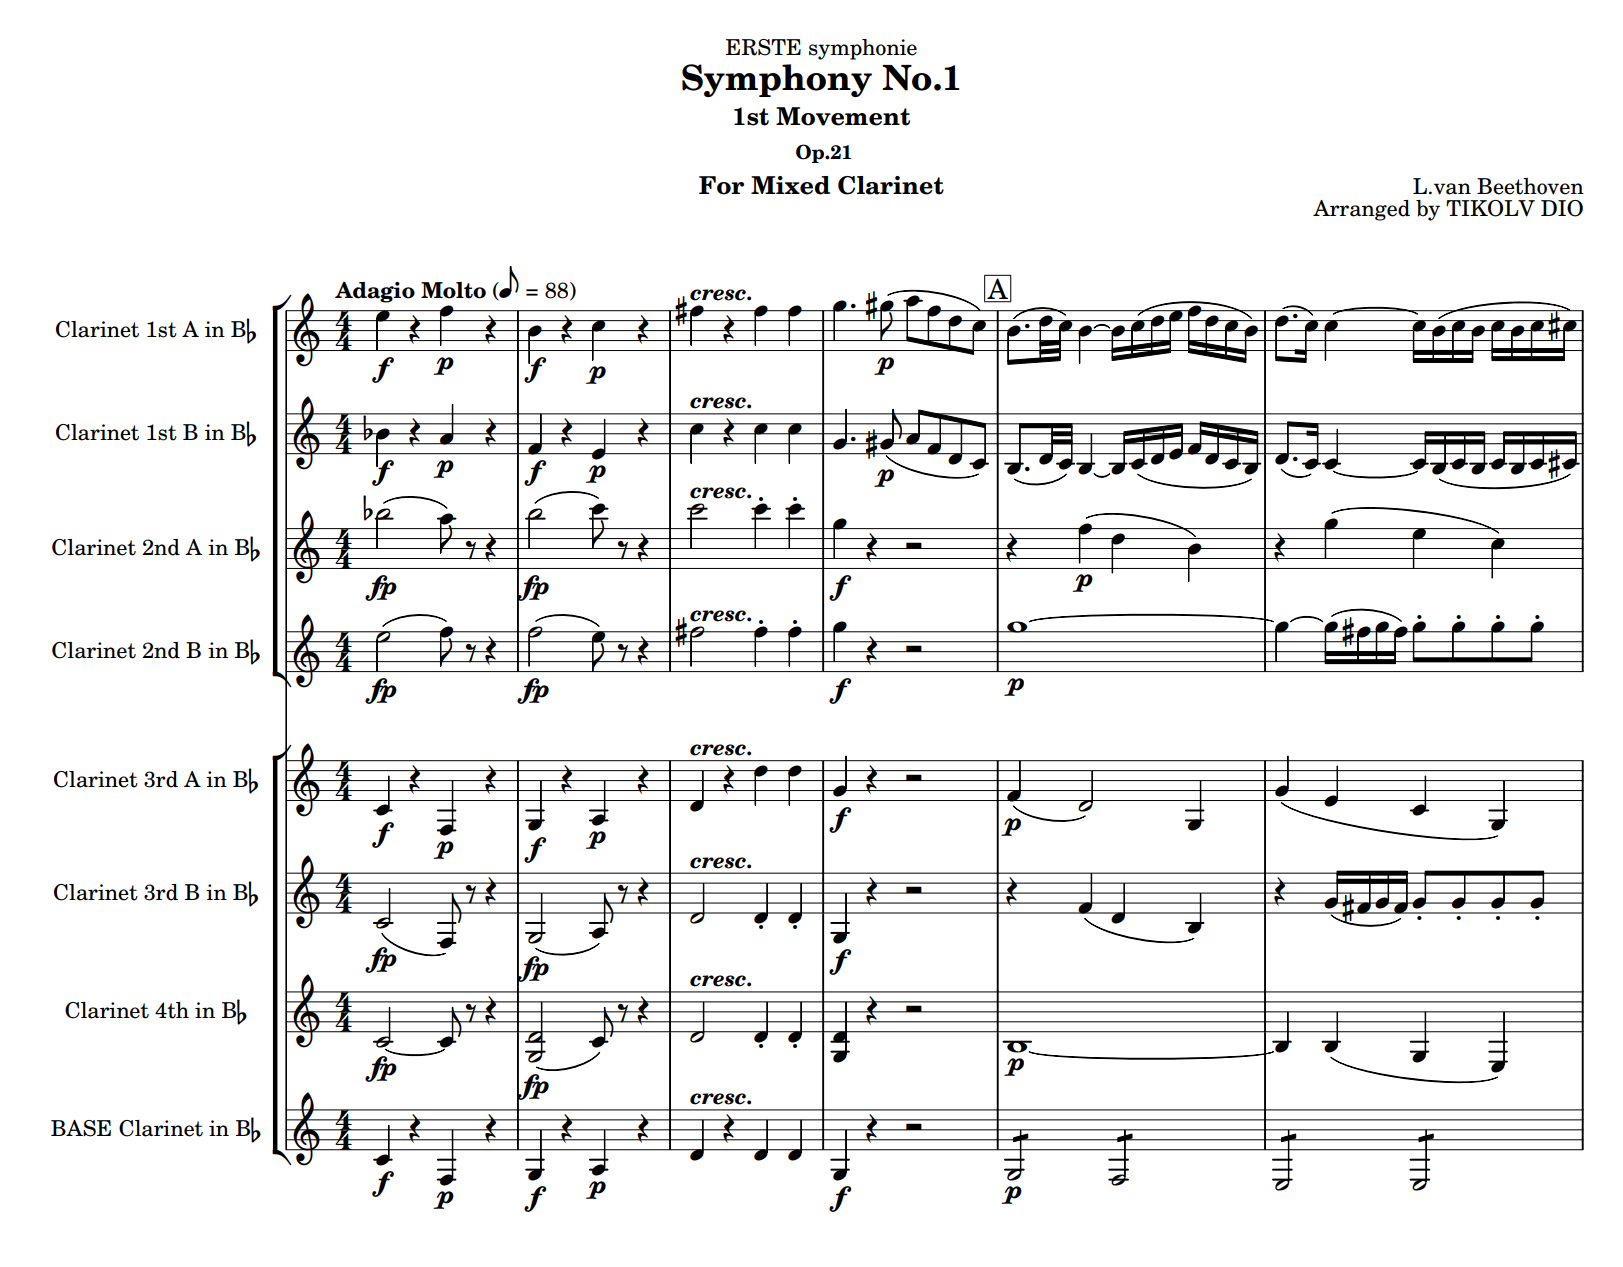 ERSTE symphonie
Symphony No.1
1st Movement
Op.21
For Mixed Clarinet
L.van Beethoven
Arranged by TIKOLV DIO
A
Adagio Molto (♪ = 88)
cresc.
Clarinet 1st A in B♭
f p f p p
cresc.
Clarinet 1st B in B♭
f p f p p
cresc.
Clarinet 2nd A in B♭
fp fp f p
cresc.
Clarinet 2nd B in B♭
fp fp f p
cresc.
Clarinet 3rd A in B♭
f p f p f p
cresc.
Clarinet 3rd B in B♭
fp fp f
cresc.
Clarinet 4th in B♭
fp fp p
cresc.
BASE Clarinet in B♭
f p f p f p